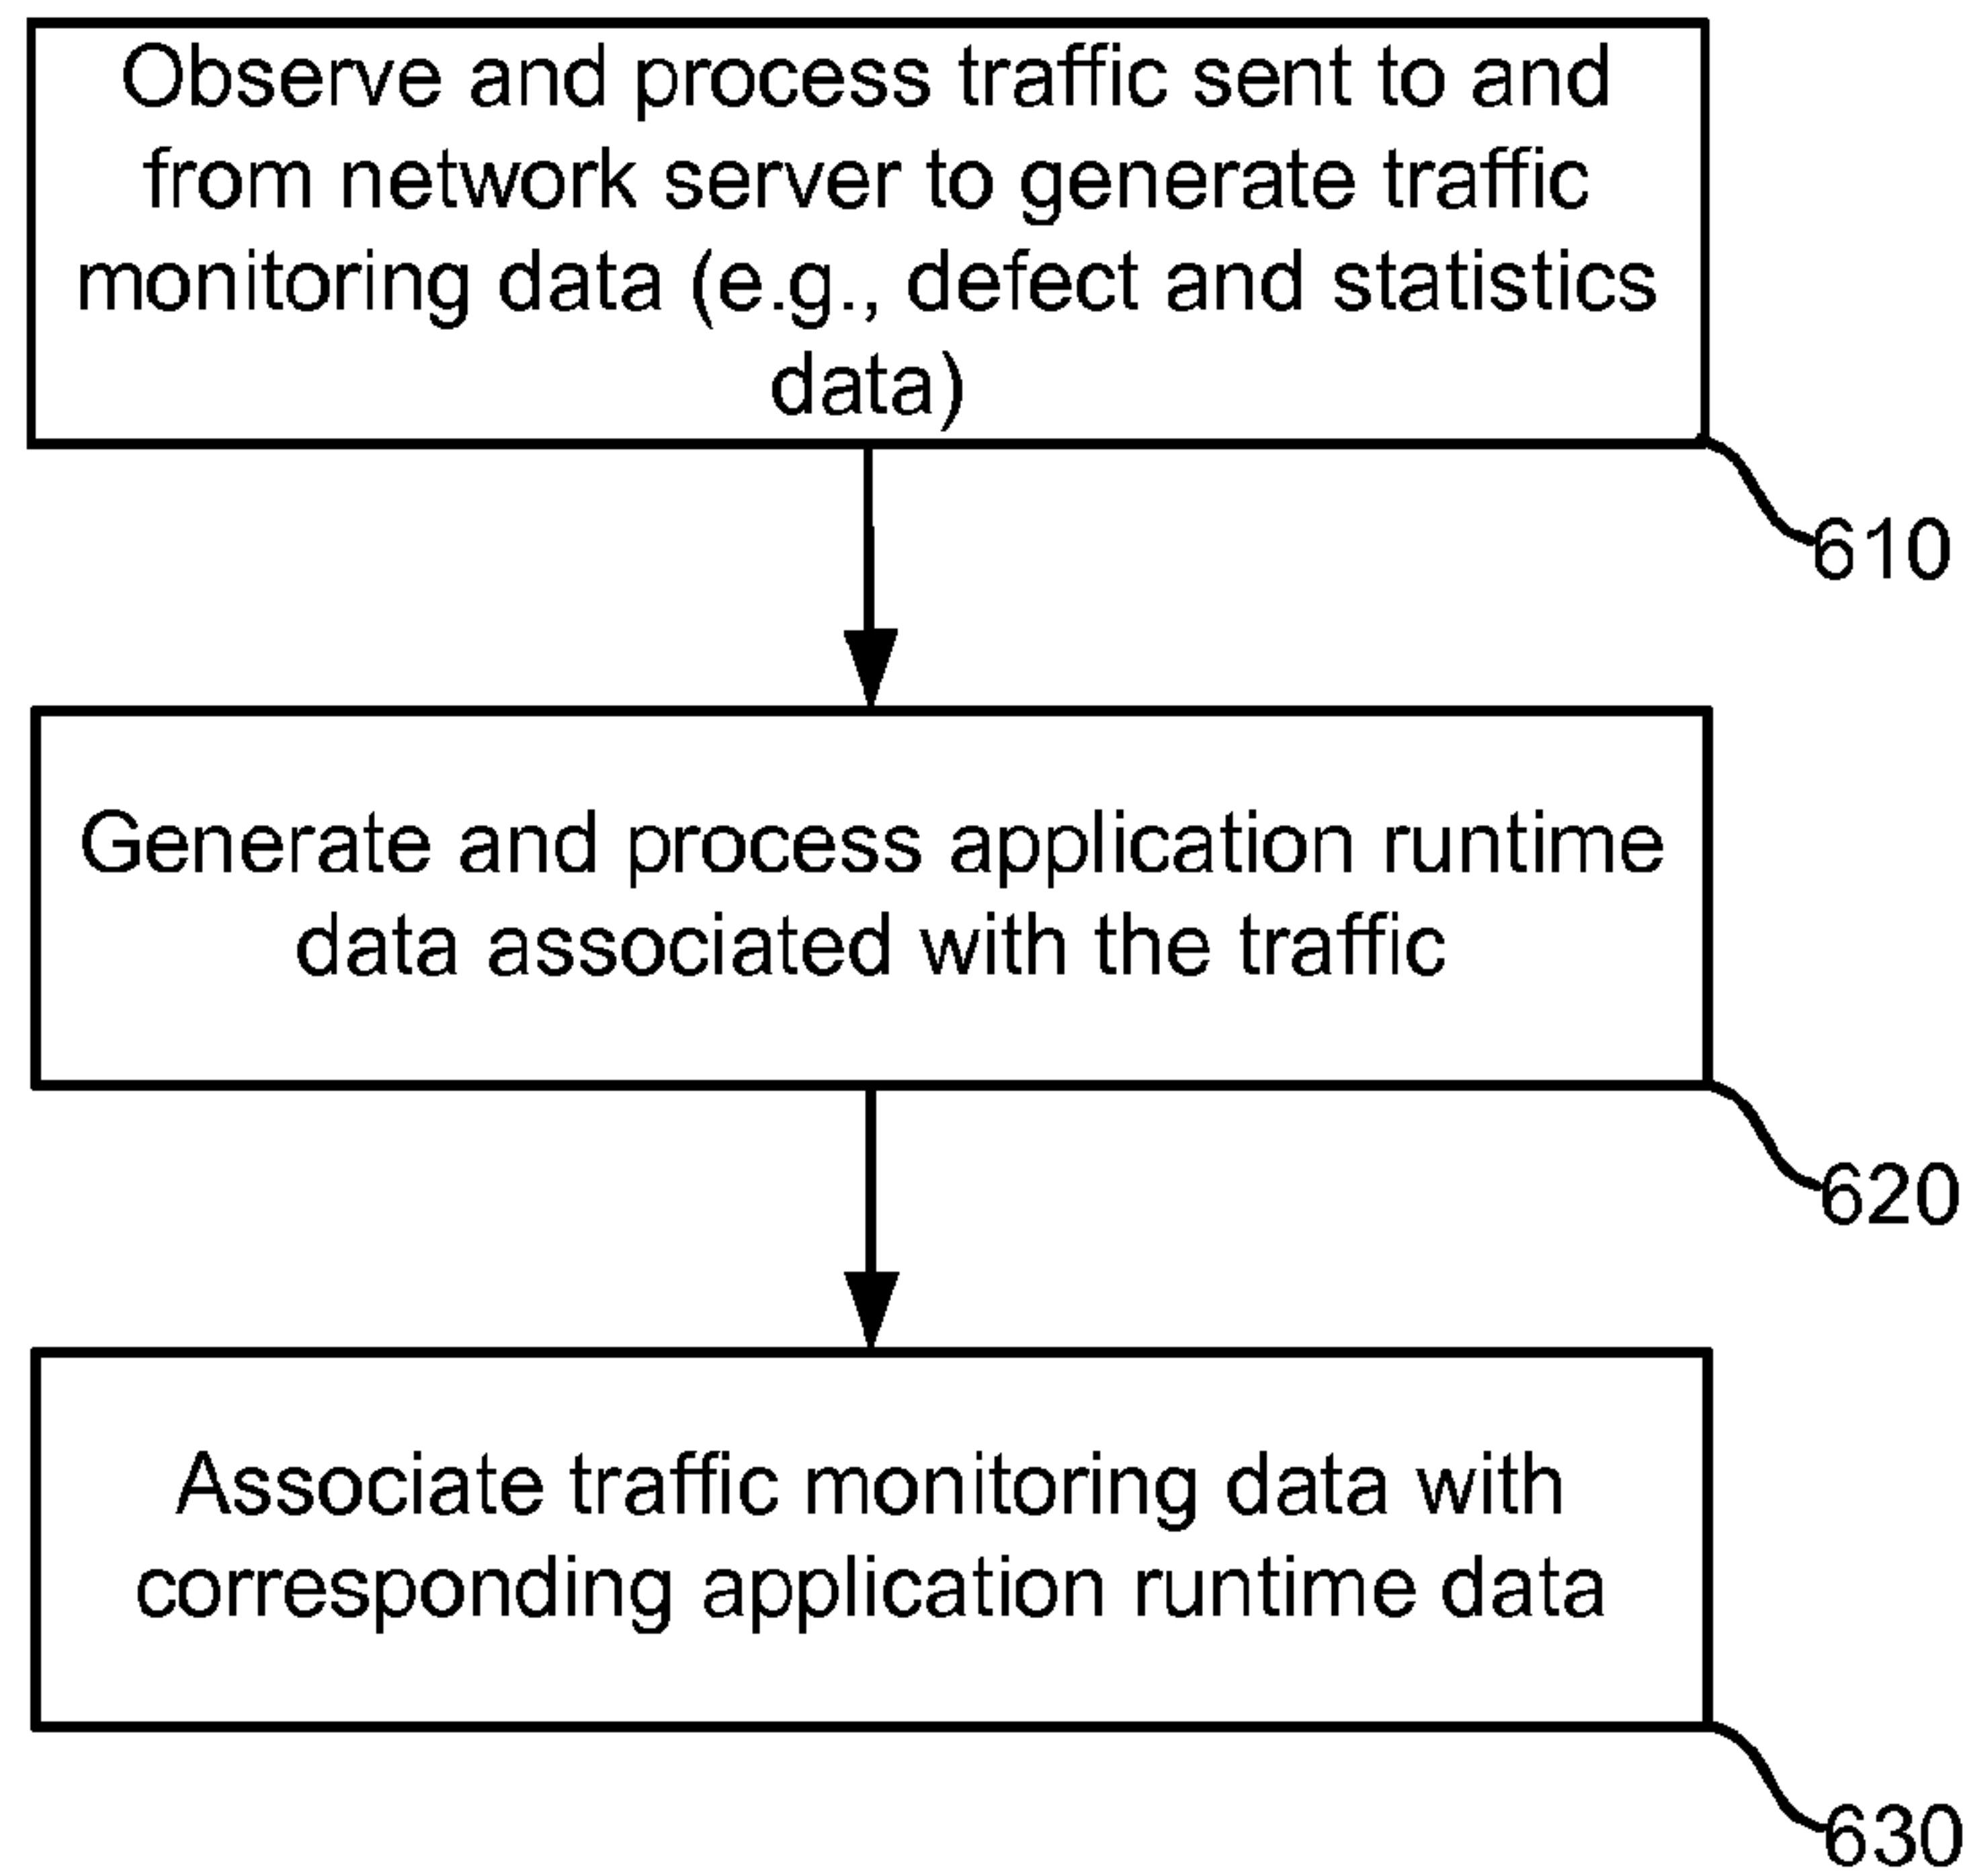 Observe and process traffic sent to and
from network server to generate traffic
monitoring data (e.g., defect and statistics
data)
610
Generate and process application runtime
data associated with the traffic
620
Associate traffic monitoring data with
corresponding application runtime data
630